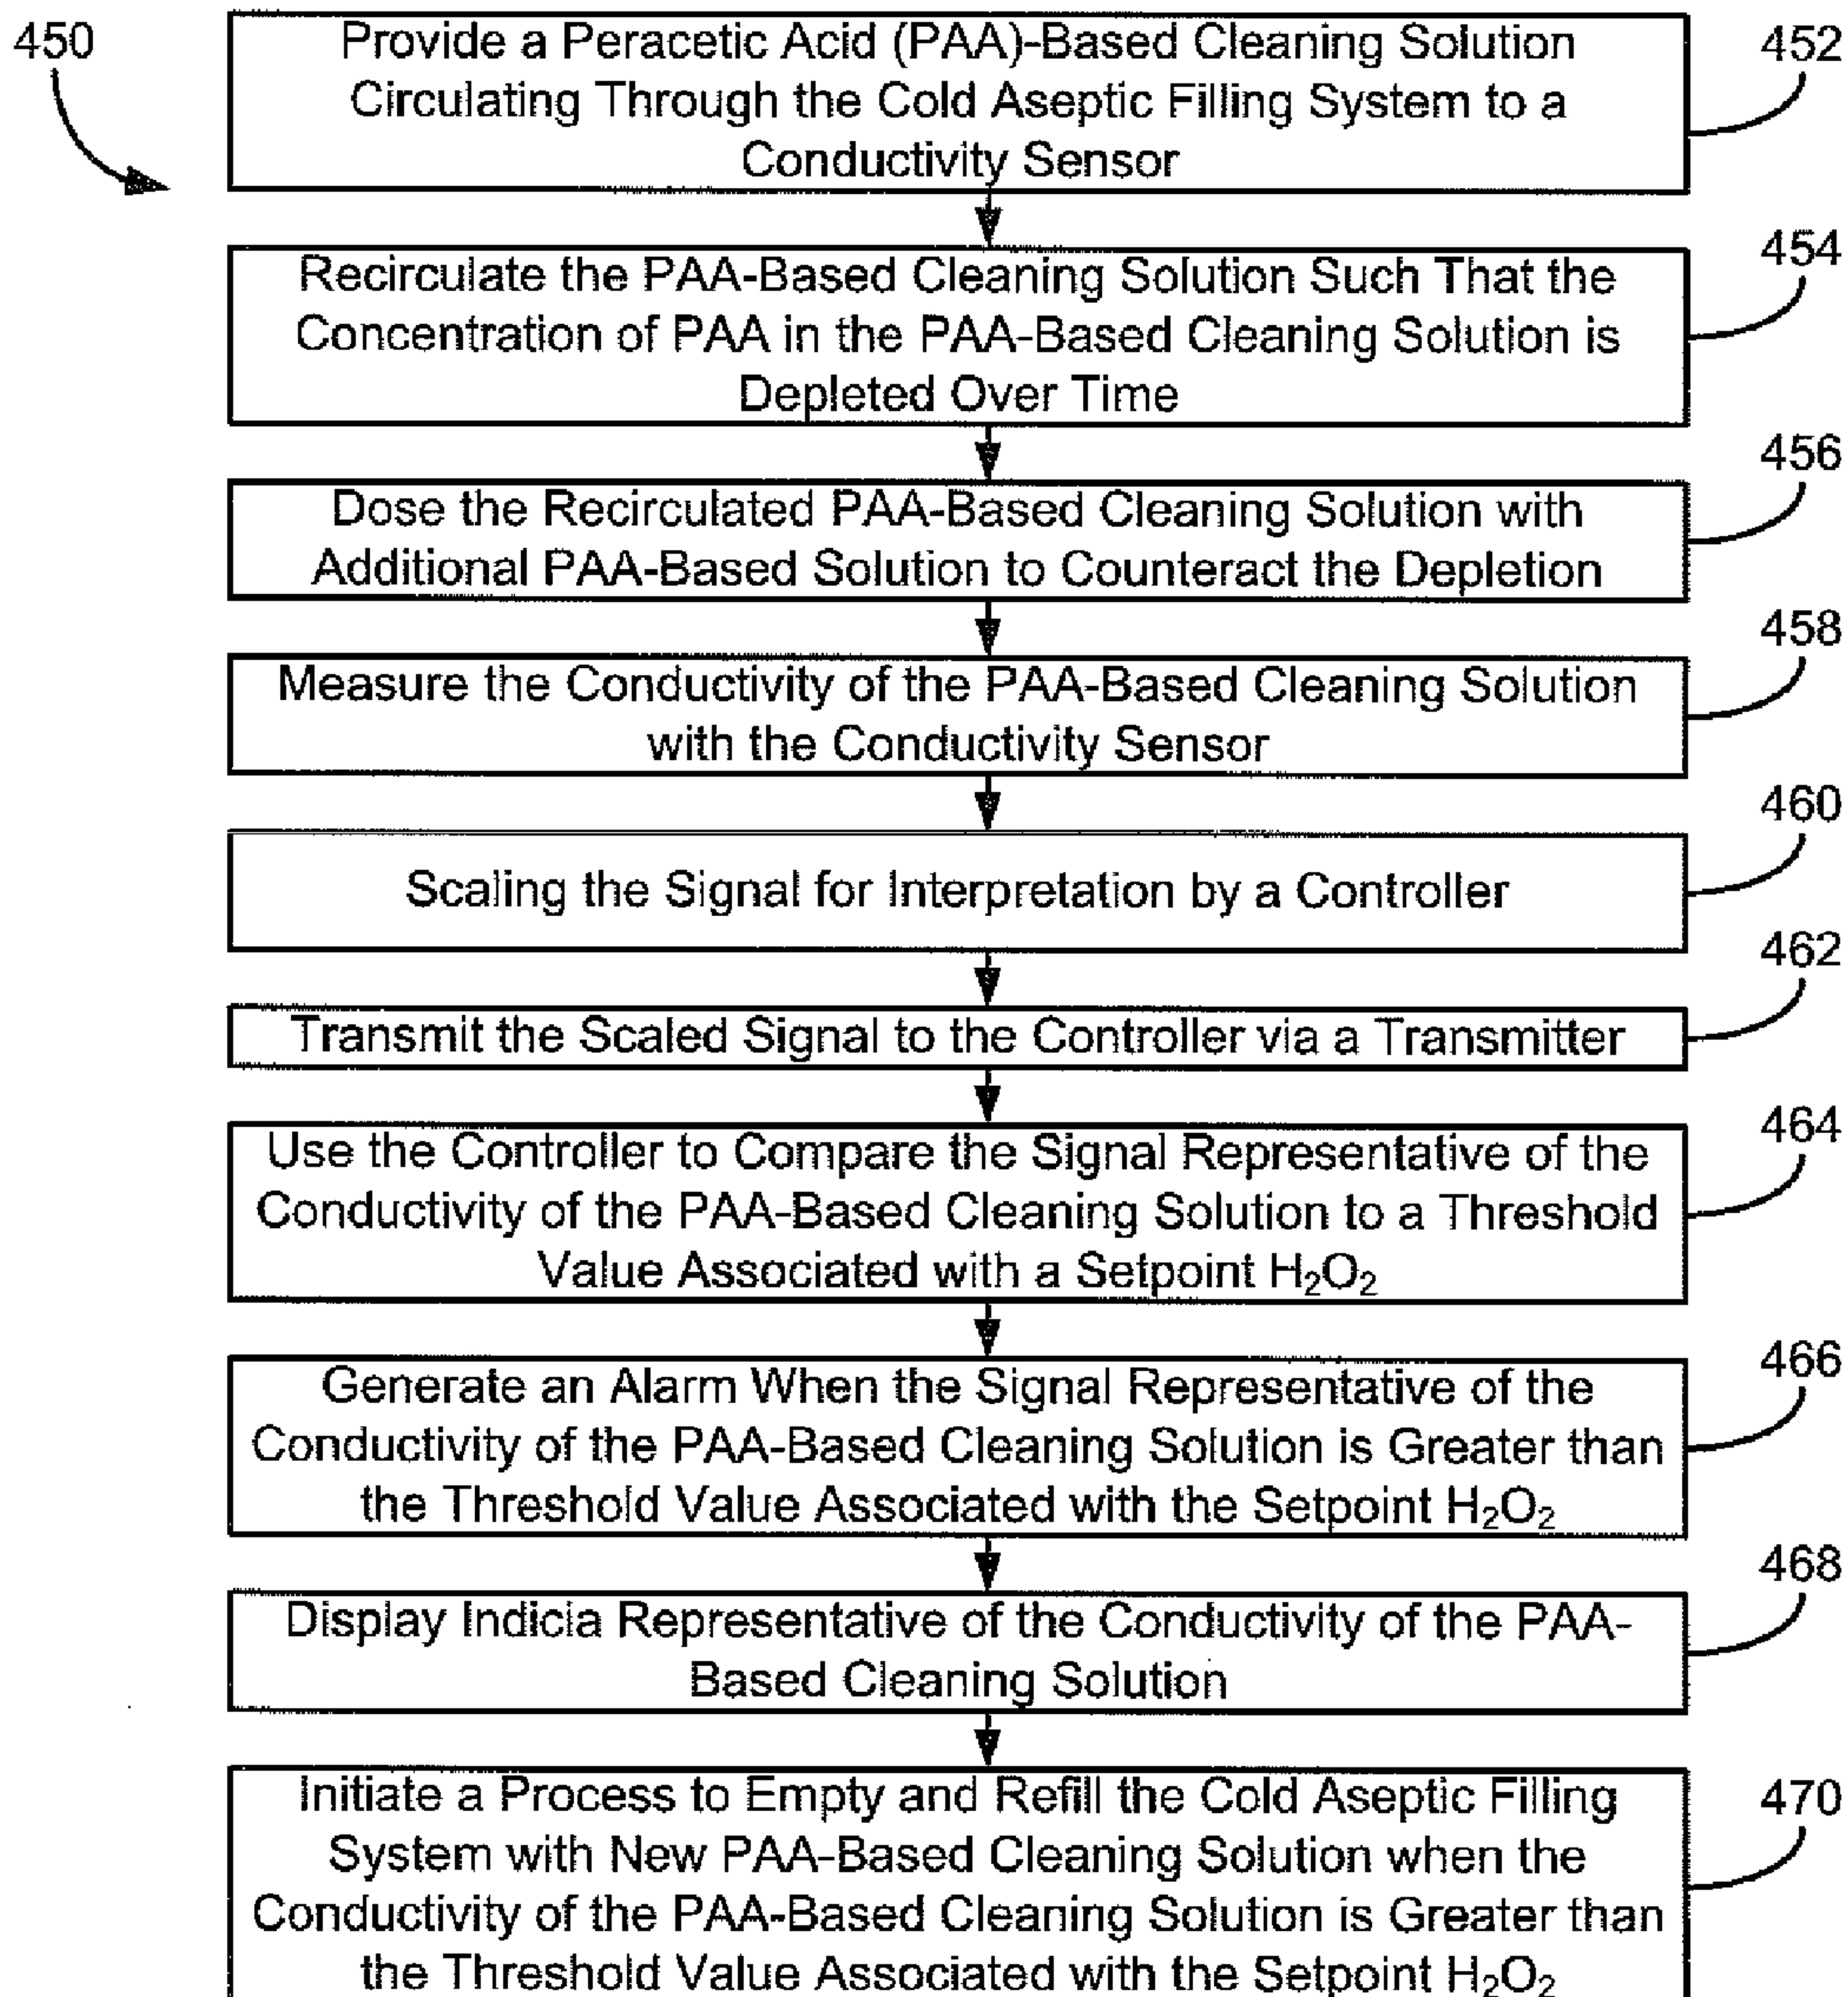 450
Provide a Peracetic Acid (PAA)-Based Cleaning Solution
Circulating Through the Cold Aseptic Filling System to a
Conductivity Sensor
452
Recirculate the PAA-Based Cleaning Solution Such That the
Concentration of PAA in the PAA-Based Cleaning Solution is
Depleted Over Time
454
Dose the Recirculated PAA-Based Cleaning Solution with
Additional PAA-Based Solution to Counteract the Depletion
456
Measure the Conductivity of the PAA-Based Cleaning Solution
with the Conductivity Sensor
458
Scaling the Signal for Interpretation by a Controller
460
Transmit the Scaled Signal to the Controller via a Transmitter
462
Use the Controller to Compare the Signal Representative of the
Conductivity of the PAA-Based Cleaning Solution to a Threshold
Value Associated with a Setpoint H₂O₂
464
Generate an Alarm When the Signal Representative of the
Conductivity of the PAA-Based Cleaning Solution is Greater than
the Threshold Value Associated with the Setpoint H₂O₂
466
Display Indicia Representative of the Conductivity of the PAA-
Based Cleaning Solution
468
Initiate a Process to Empty and Refill the Cold Aseptic Filling
System with New PAA-Based Cleaning Solution when the
Conductivity of the PAA-Based Cleaning Solution is Greater than
the Threshold Value Associated with the Setpoint H₂O₂
470